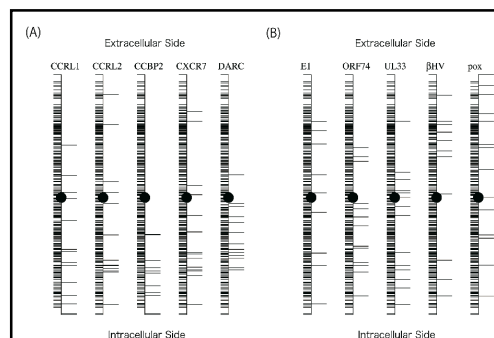 (A)
Extracellular Side
CCRL1 CCRL2 CCBP2 CXCR7 DARC
Intracellular Side
(B)
Extracellular Side
E1 ORF74 UL33 βHV pox
Intracellular Side